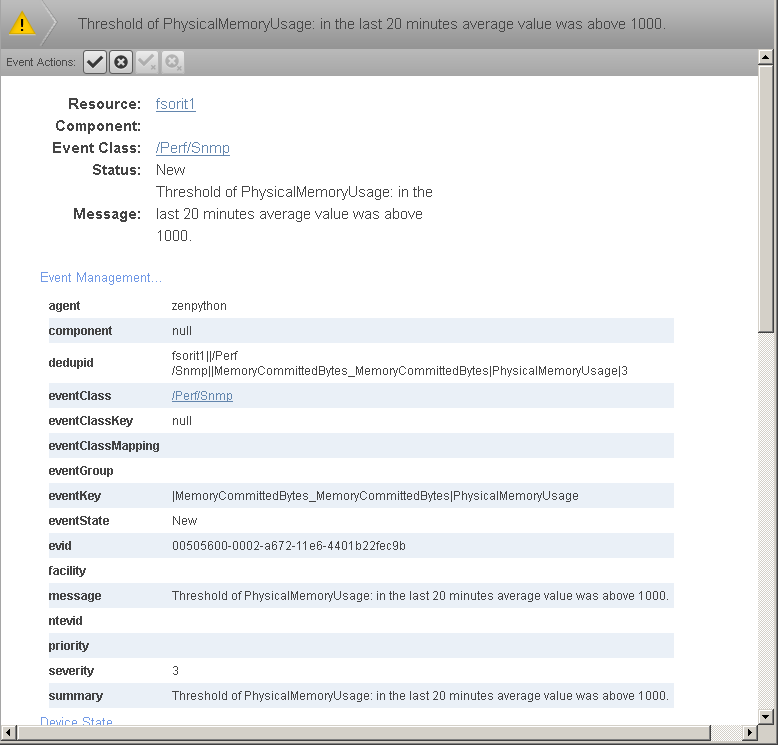 Threshold of PhysicalMemoryUsage: in the last 20 minutes average value was above 1000.
Event Actions:
Resource: fsorit1
Component:
Event Class: /Perf/Snmp
Status: New
Message: Threshold of PhysicalMemoryUsage: in the
last 20 minutes average value was above
1000.
Event Management...
agent zenpython
component null
dedupid fsorit1||/Perf
/Snmp||MemoryCommittedBytes_MemoryCommittedBytes|PhysicalMemoryUsage|3
eventClass /Perf/Snmp
eventClassKey null
eventClassMapping
eventGroup
eventKey |MemoryCommittedBytes_MemoryCommittedBytes|PhysicalMemoryUsage
eventState New
evid 00505600-0002-a672-11e6-4401b22fec9b
facility
message Threshold of PhysicalMemoryUsage: in the last 20 minutes average value was above 1000.
ntevid
priority
severity 3
summary Threshold of PhysicalMemoryUsage: in the last 20 minutes average value was above 1000.
Device State